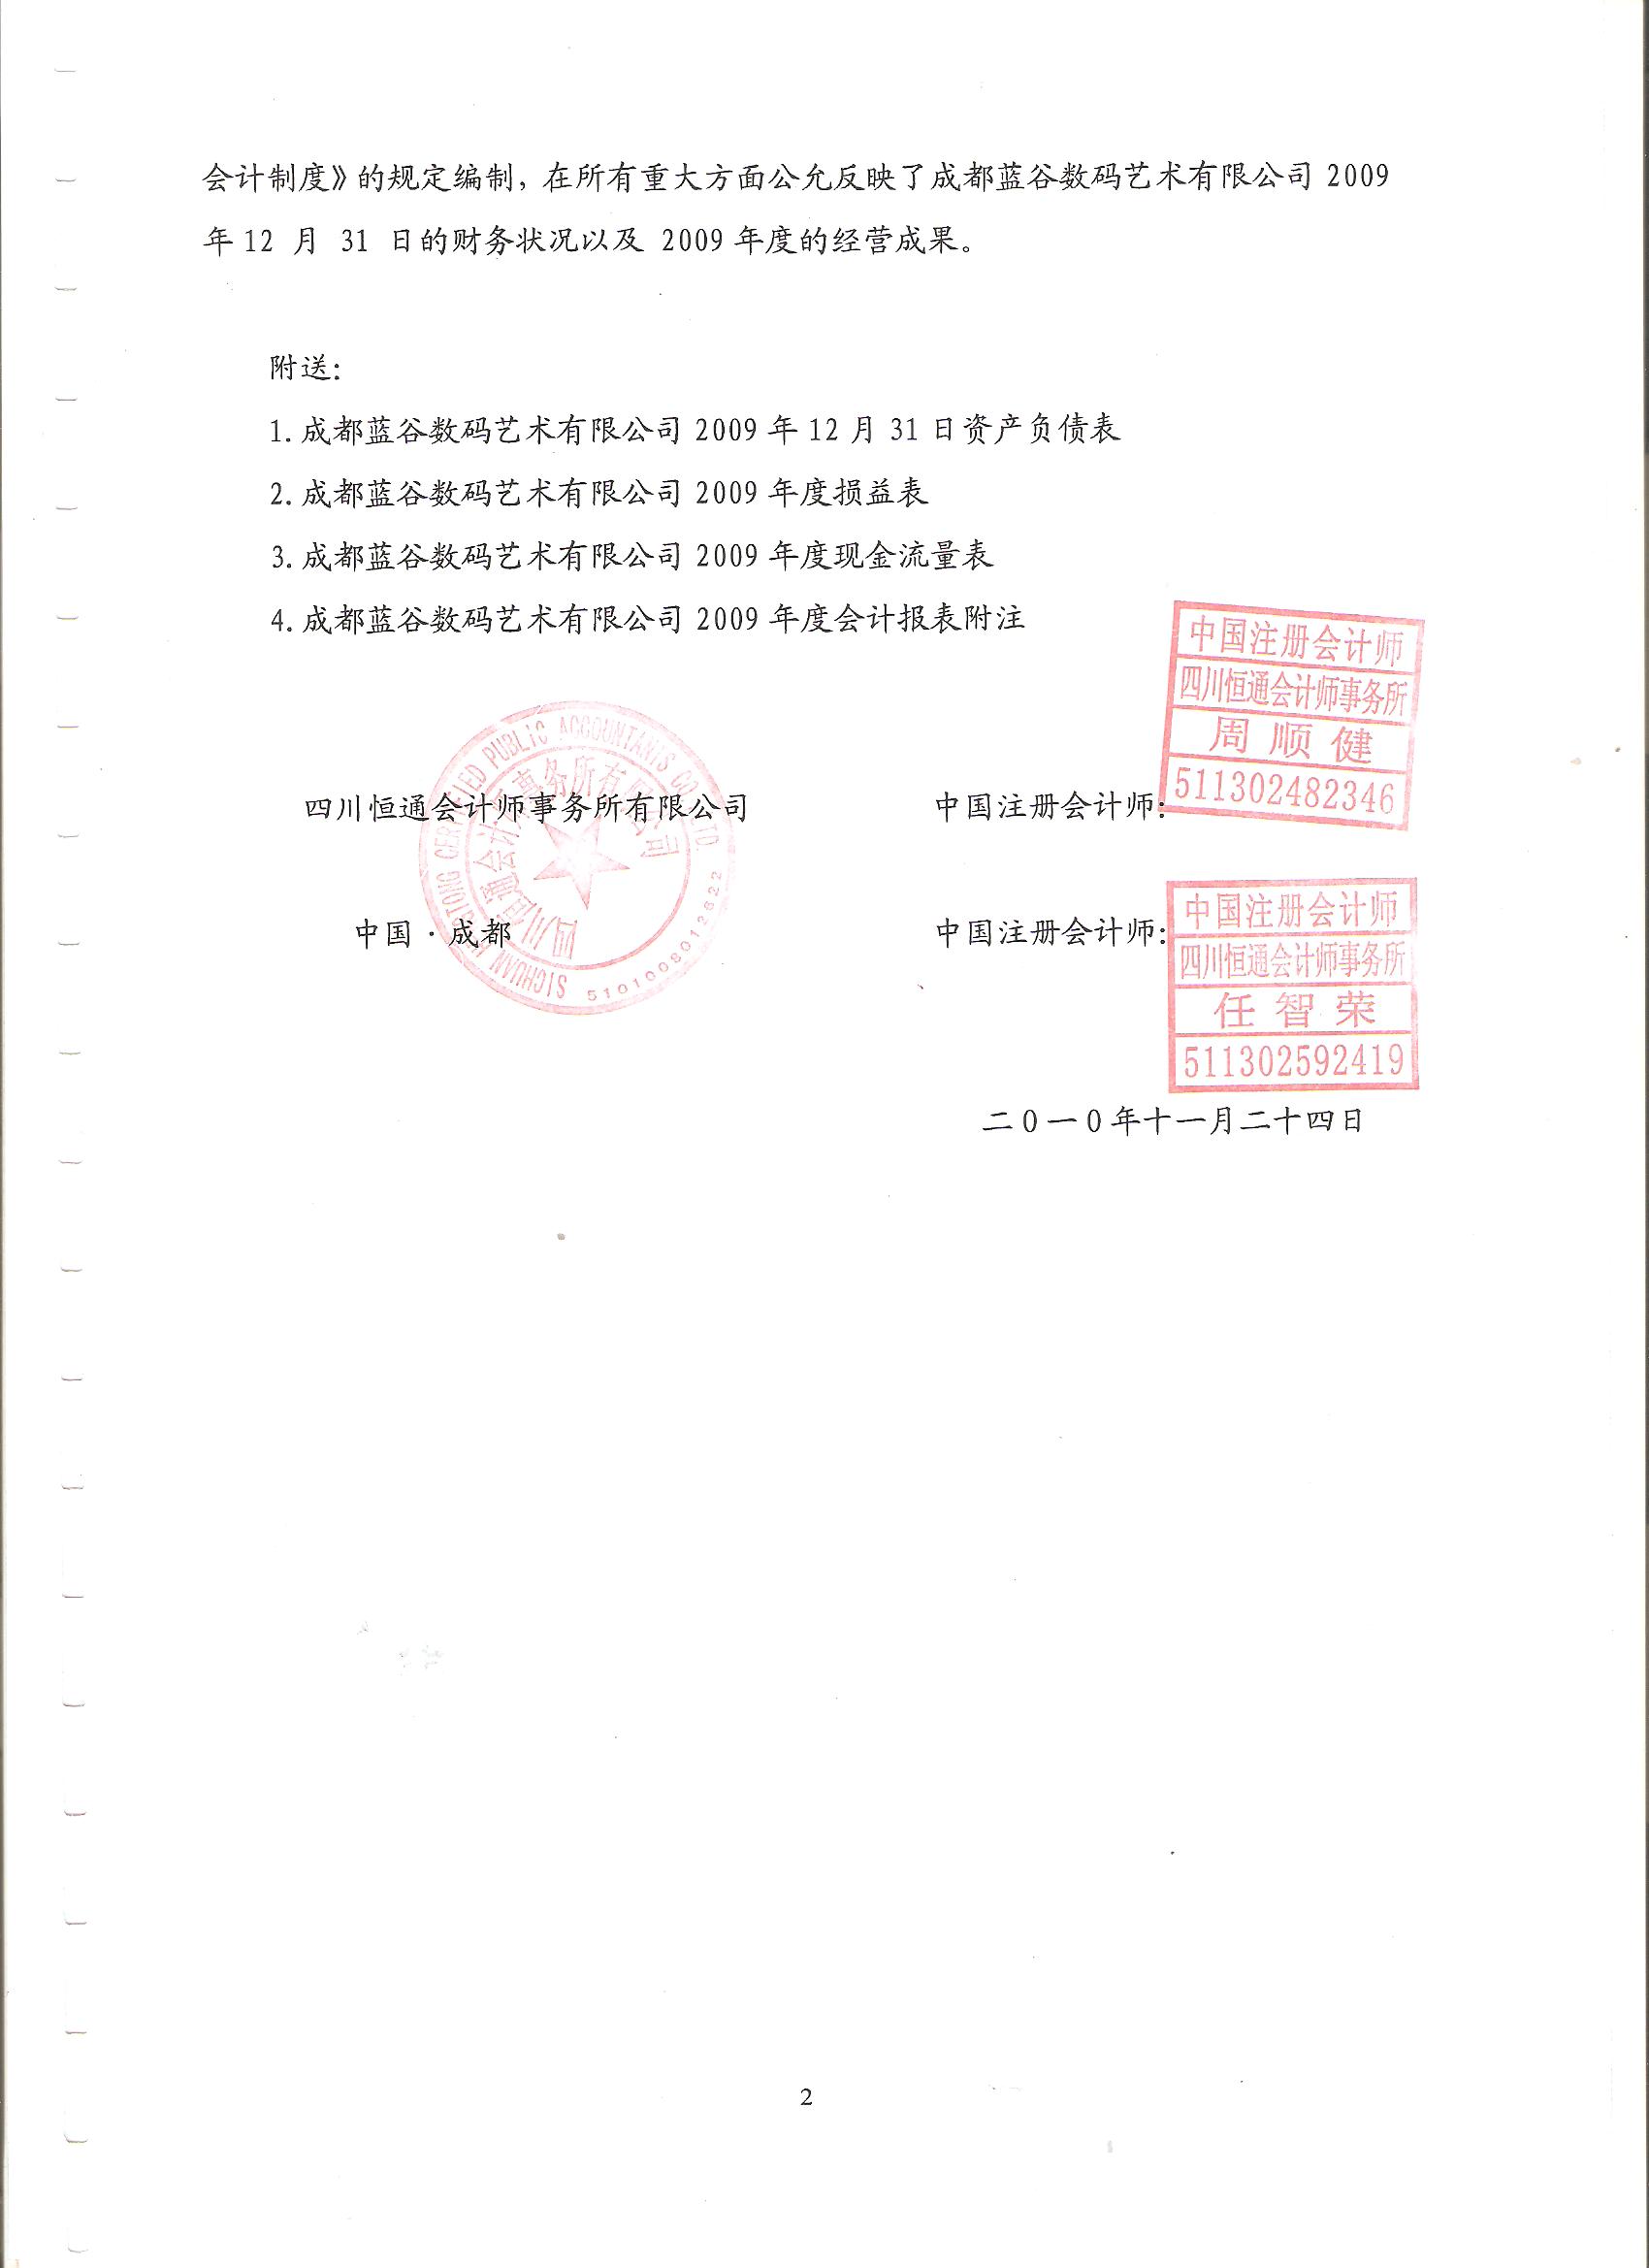 会计制度》的规定编制，在所有重大方面公允反映了成都蓝谷数码艺术有限公司 2009
年 12 月 31 日的财务状况以及 2009 年度的经营成果。
附送：
1. 成都蓝谷数码艺术有限公司 2009 年 12 月 31 日资产负债表
2. 成都蓝谷数码艺术有限公司 2009 年度损益表
3. 成都蓝谷数码艺术有限公司 2009 年度现金流量表
4. 成都蓝谷数码艺术有限公司 2009 年度会计报表附注
中国注册会计师
四川恒通会计师事务所
周顺健
511302482346
四川恒通会计师事务所有限公司
中国注册会计师：
SICHUAN CERTIFIED PUBLIC ACCOUNTANTS CO. LTD
四川恒通会计师事务所有限公司
5101008012622
中国·成都
中国注册会计师：
中国注册会计师
四川恒通会计师事务所
任智荣
511302592419
二0一0年十一月二十四日
2